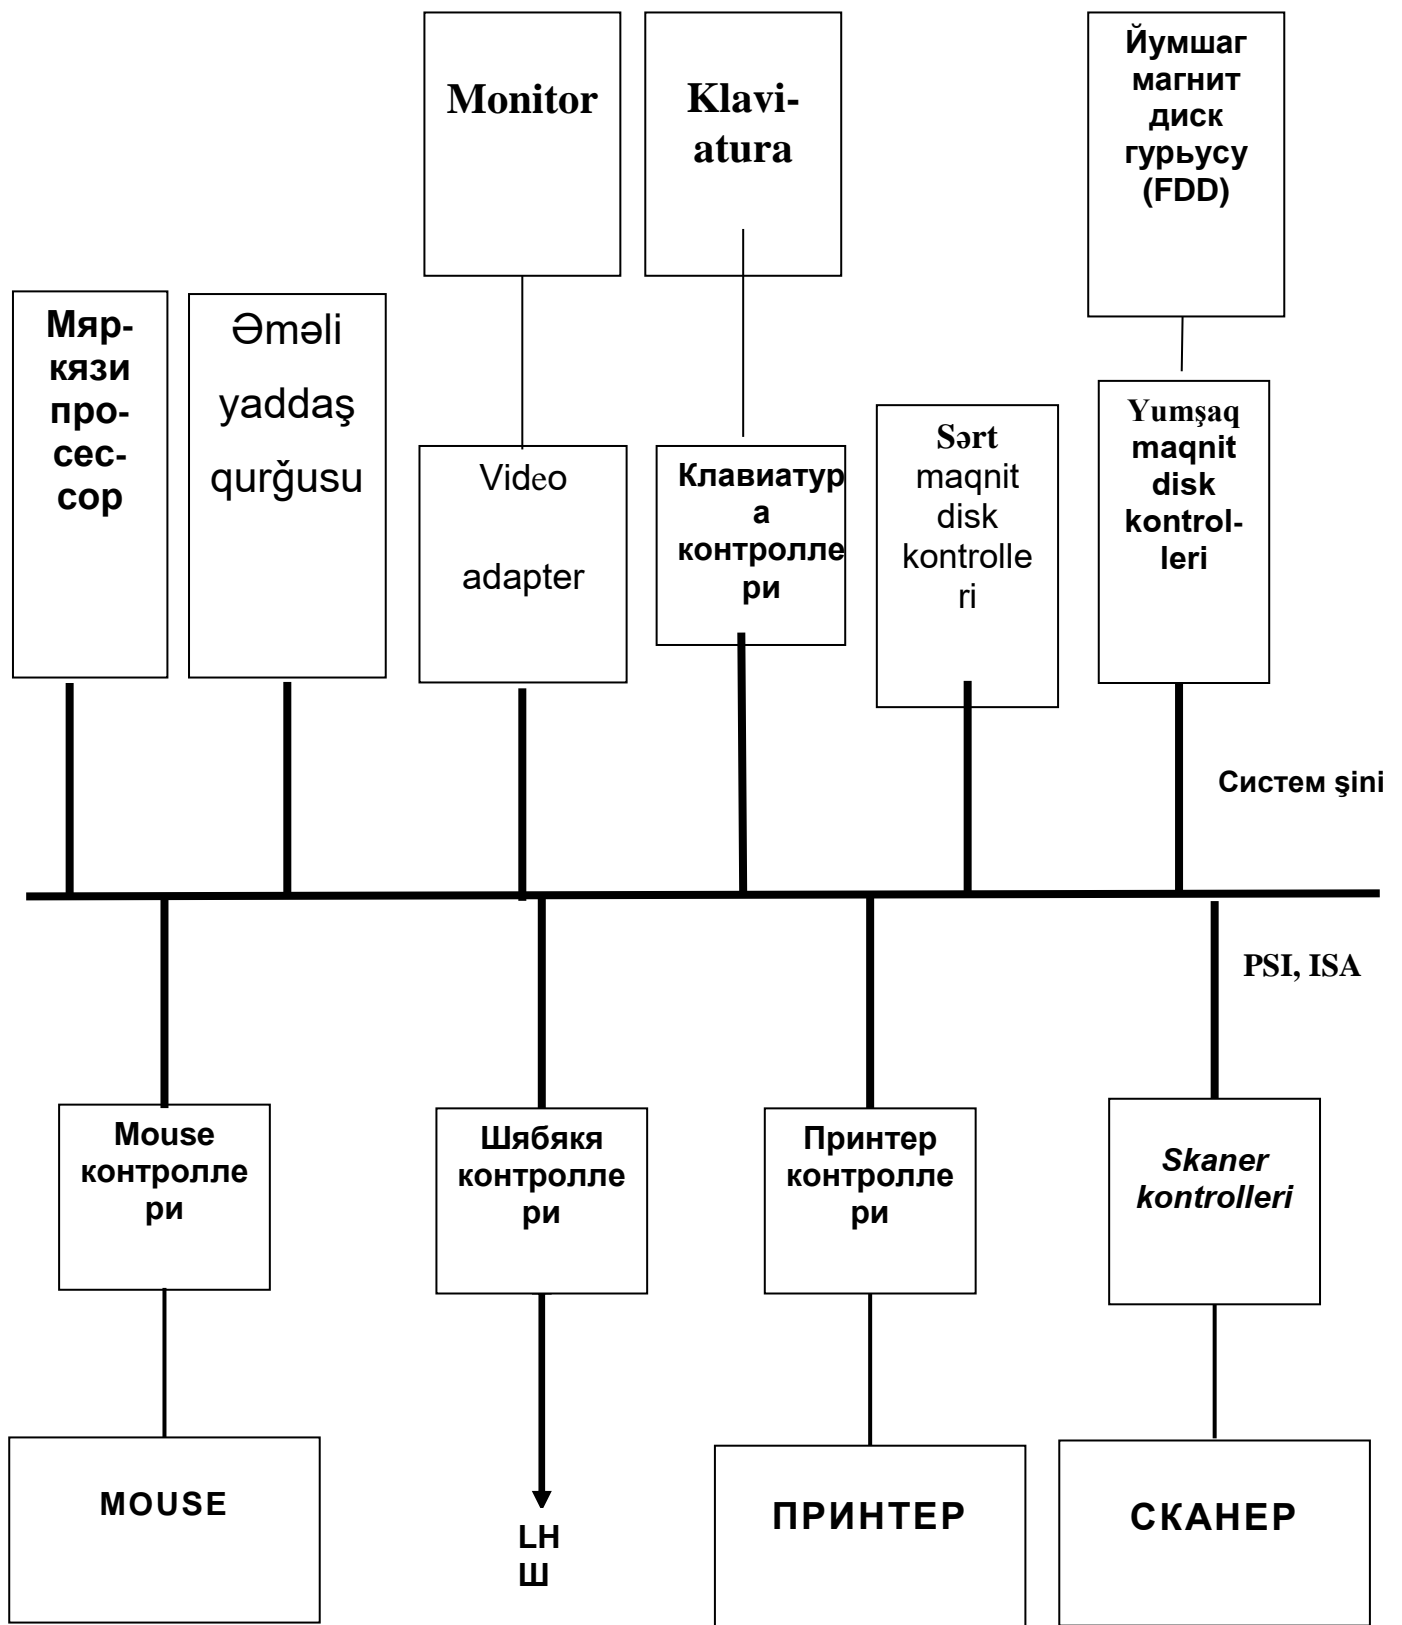 Monitor
Klavi-
atura
Йумшаг
магнит
диск
гурьусу
(FDD)
Мяр-
кязи
про-
сес-
сор
Əməli
yaddaş
qurğusu
Video
adapter
Клавиатур
а
контролле
ри
Sərt
maqnit
disk
kontrolle
ri
Yumşaq
maqnit
disk
kontrol-
leri
Систем şini
PSI, ISA
Mouse
контролле
ри
Шябякя
контролле
ри
Принтер
контролле
ри
Skaner
kontrolleri
MOUSE
LH
Ш
ПРИНТЕР
СКАНЕР